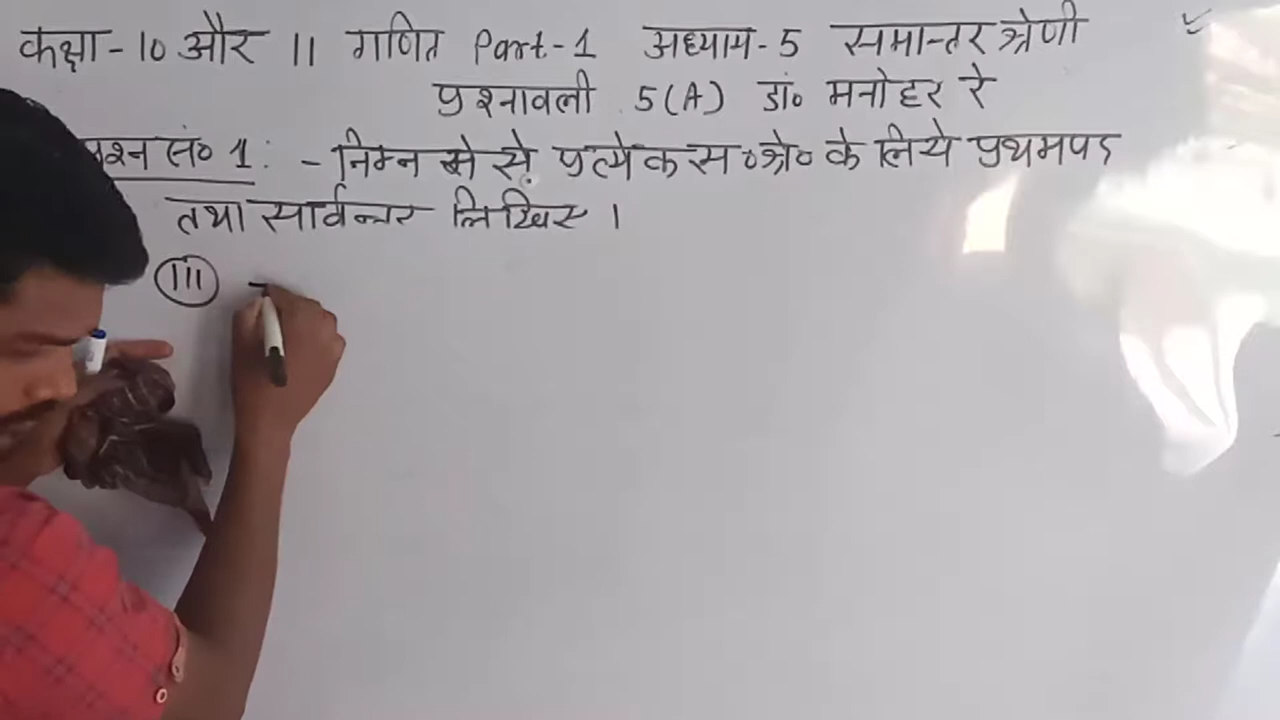 कक्षा - 10 और 11 गणित Part-1 अध्याय-5 समान्तर श्रेणी
प्रश्नावली 5(A) डॉ० मनोहर रे
प्रश्न सं० 1: - निम्न में से प्रत्येक स०श्रे० के लिये प्रथमपद
तथा सार्वन्तर लिखिए ।
(iii) -